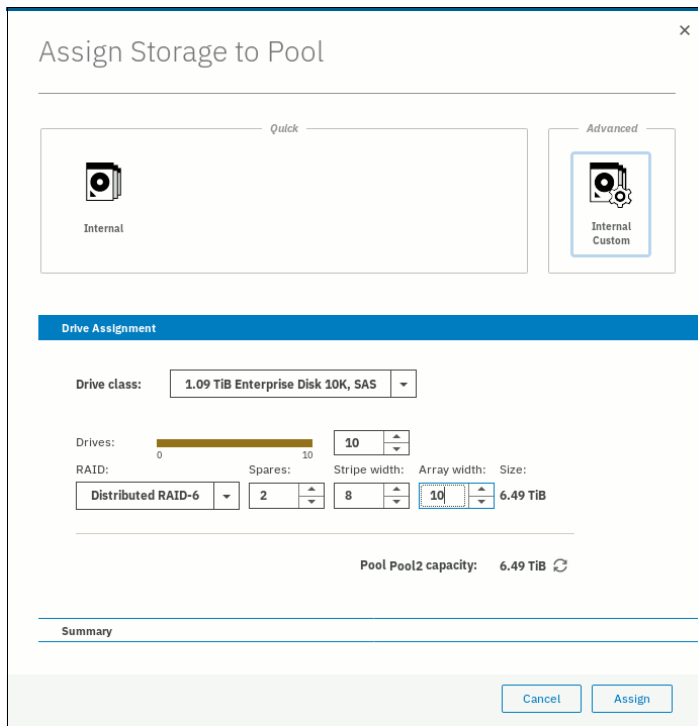 ×
Assign Storage to Pool
Quick
Advanced
Internal
Internal
Custom
Drive Assignment
Drive class: 1.09 TiB Enterprise Disk 10K, SAS
Drives: 0 10 10
RAID: Spares: Stripe width: Array width: Size:
Distributed RAID-6 2 8 10 6.49 TiB
Pool Pool2 capacity: 6.49 TiB
Summary
Cancel Assign